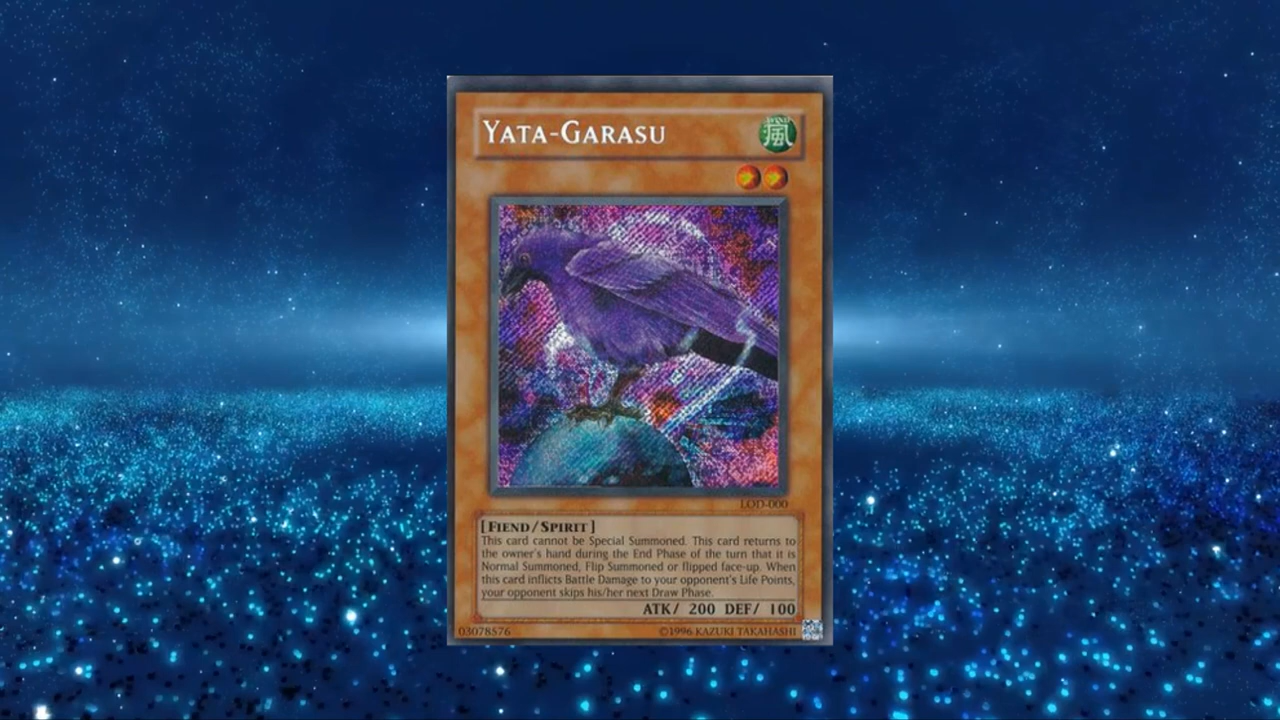 YATA-GARASU
WIND
風
LOD-000
[FIEND/SPIRIT]
This card cannot be Special Summoned. This card returns to
the owner's hand during the End Phase of the turn that it is
Normal Summoned, Flip Summoned or flipped face-up. When
this card inflicts Battle Damage to your opponent's Life Points,
your opponent skips his/her next Draw Phase.
ATK/ 200 DEF/ 100
03078576 ©1996 KAZUKI TAKAHASHI